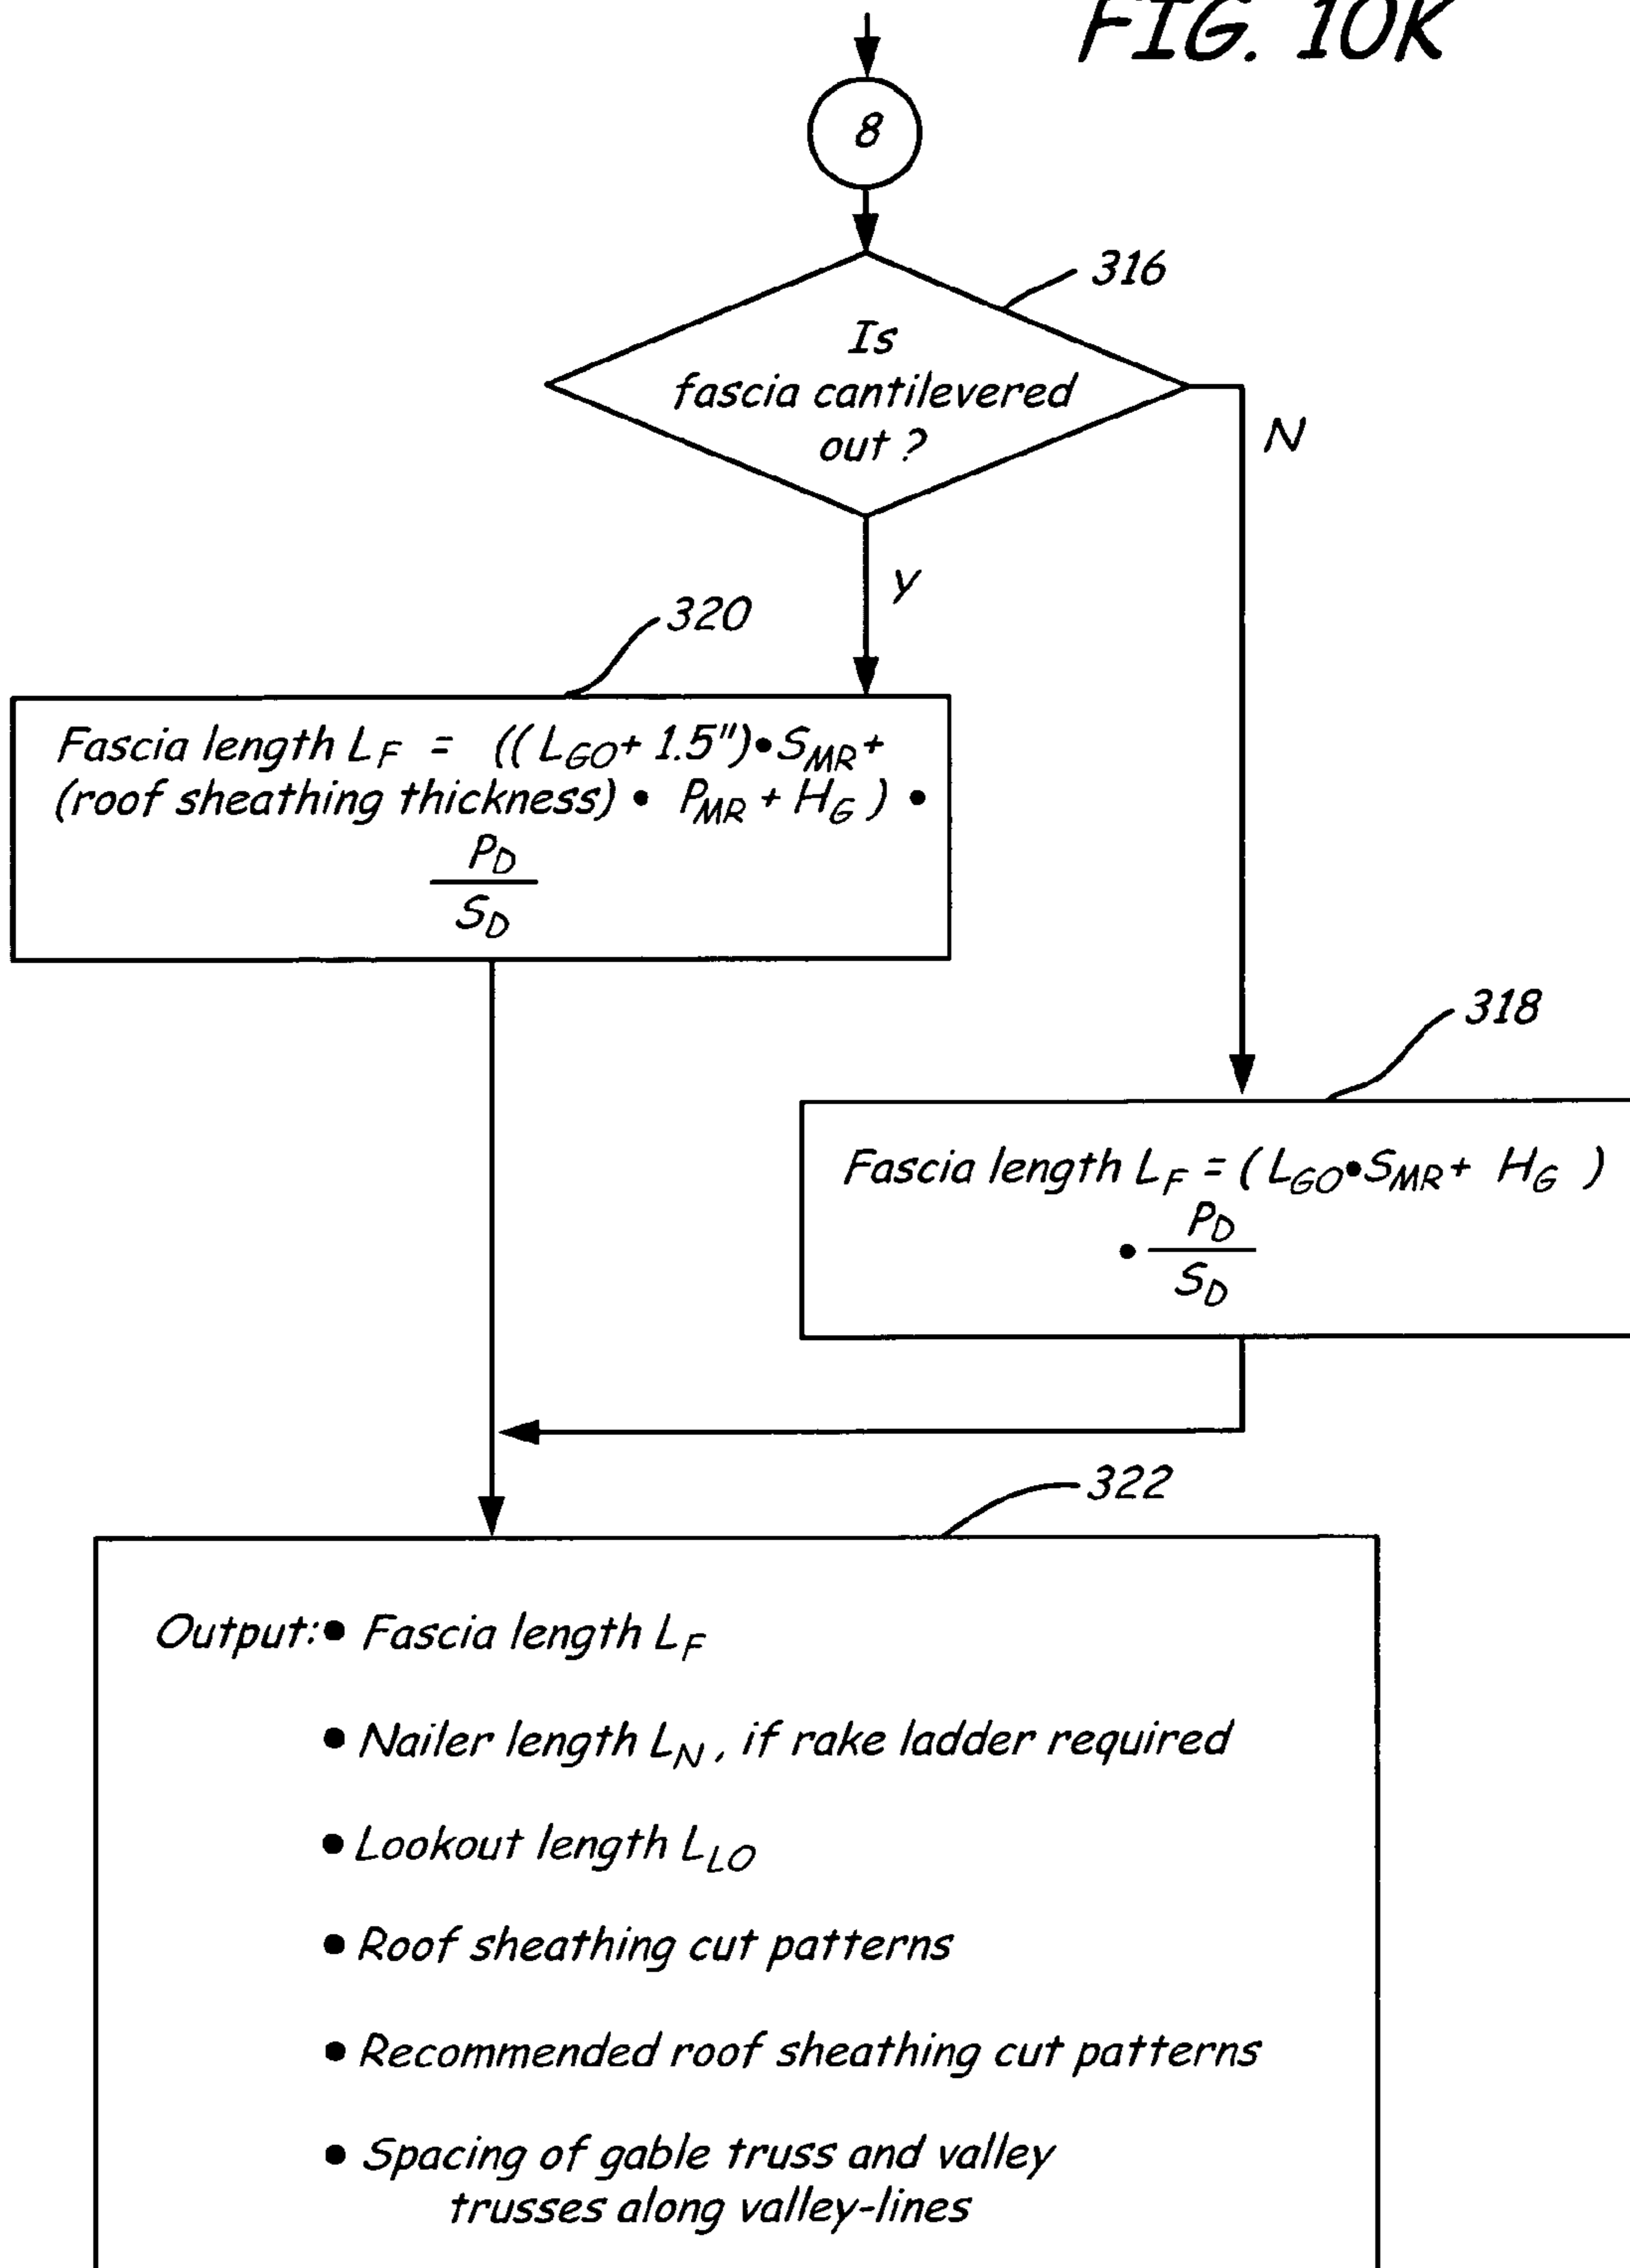 FIG. 10K
8
316
Is
fascia cantilevered
out ?
N
Y
320
Fascia length L_F = (( L_GO + 1.5")•S_MR +
(roof sheathing thickness) • P_MR + H_G ) •
P_D
S_D
318
Fascia length L_F = ( L_GO•S_MR + H_G )
• P_D
S_D
322
Output: • Fascia length L_F
• Nailer length L_N, if rake ladder required
• Lookout length L_LO
• Roof sheathing cut patterns
• Recommended roof sheathing cut patterns
• Spacing of gable truss and valley
trusses along valley-lines